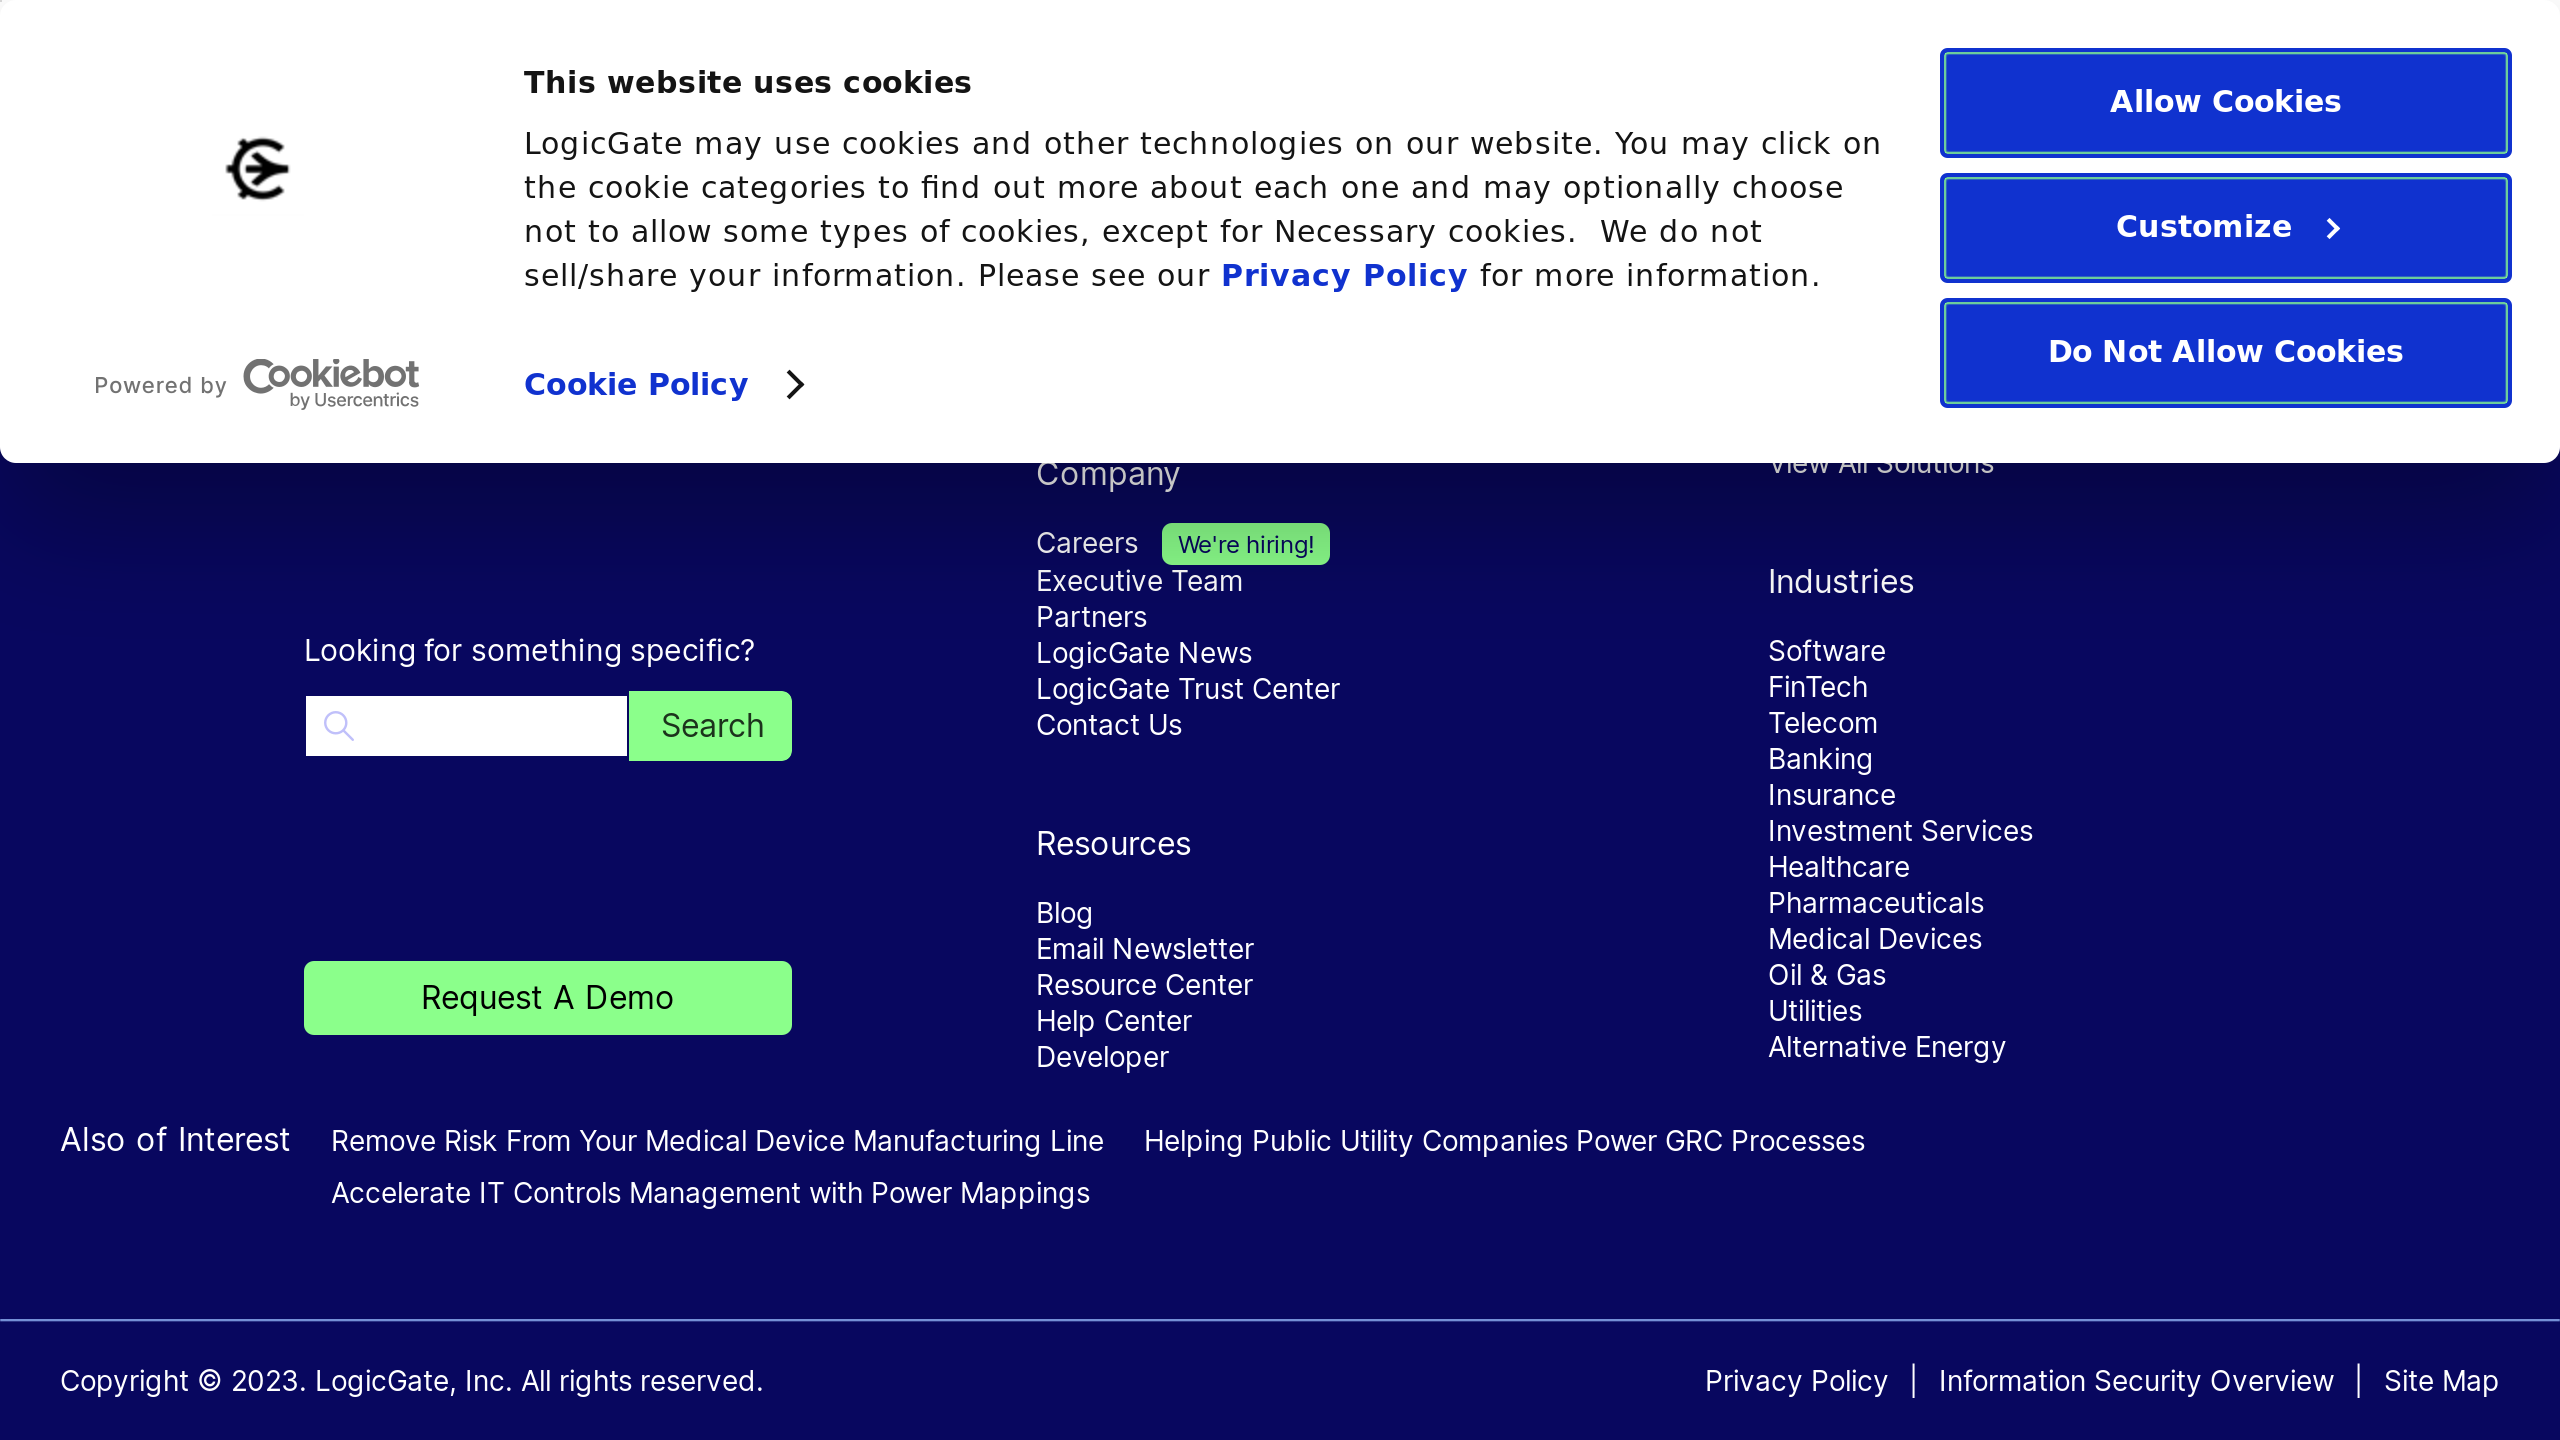 This website uses cookies
LogicGate may use cookies and other technologies on our website. You may click on
the cookie categories to find out more about each one and may optionally choose
not to allow some types of cookies, except for Necessary cookies.  We do not
sell/share your information. Please see our Privacy Policy for more information.
Powered by Cookiebot
by Usercentrics
Cookie Policy
Allow Cookies
Customize
Do Not Allow Cookies
Looking for something specific?
Search
Request A Demo
Company
Careers We're hiring!
Executive Team
Partners
LogicGate News
LogicGate Trust Center
Contact Us
Resources
Blog
Email Newsletter
Resource Center
Help Center
Developer
View All Solutions
Industries
Software
FinTech
Telecom
Banking
Insurance
Investment Services
Healthcare
Pharmaceuticals
Medical Devices
Oil & Gas
Utilities
Alternative Energy
Also of Interest Remove Risk From Your Medical Device Manufacturing Line Helping Public Utility Companies Power GRC Processes
Accelerate IT Controls Management with Power Mappings
Copyright © 2023. LogicGate, Inc. All rights reserved.
Privacy Policy | Information Security Overview | Site Map